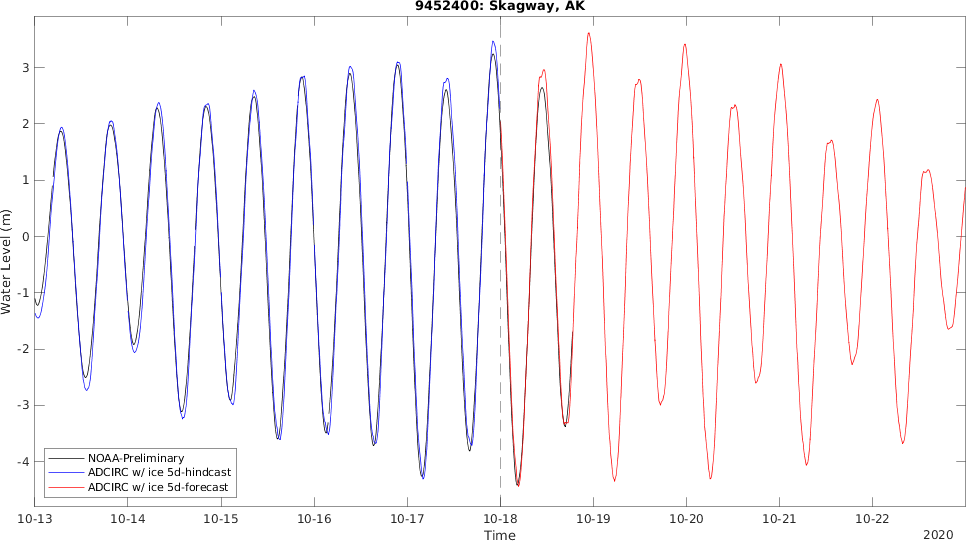 9452400: Skagway, AK
Water Level (m)
3
2
1
0
-1
-2
-3
-4
NOAA-Preliminary
ADCIRC w/ ice 5d-hindcast
ADCIRC w/ ice 5d-forecast
10-13 10-14 10-15 10-16 10-17 10-18 10-19 10-20 10-21 10-22
Time
2020